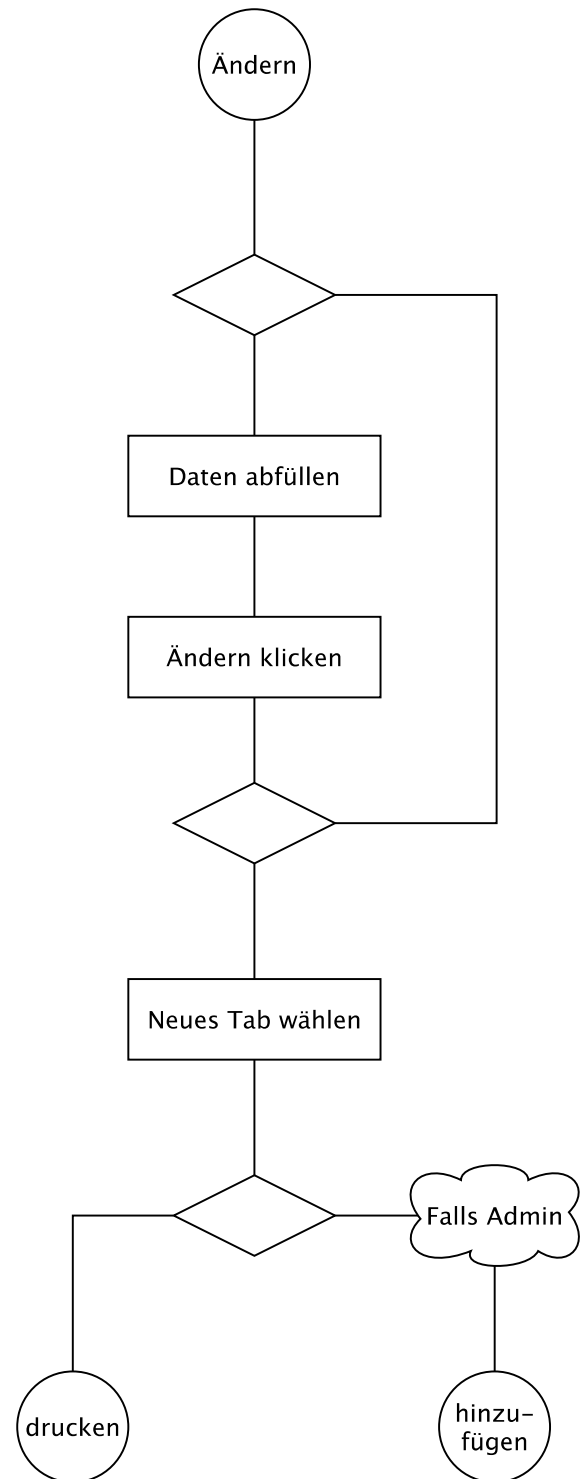 Ändern
Daten abfüllen
Ändern klicken
Neues Tab wählen
Falls Admin
drucken
hinzu-
fügen